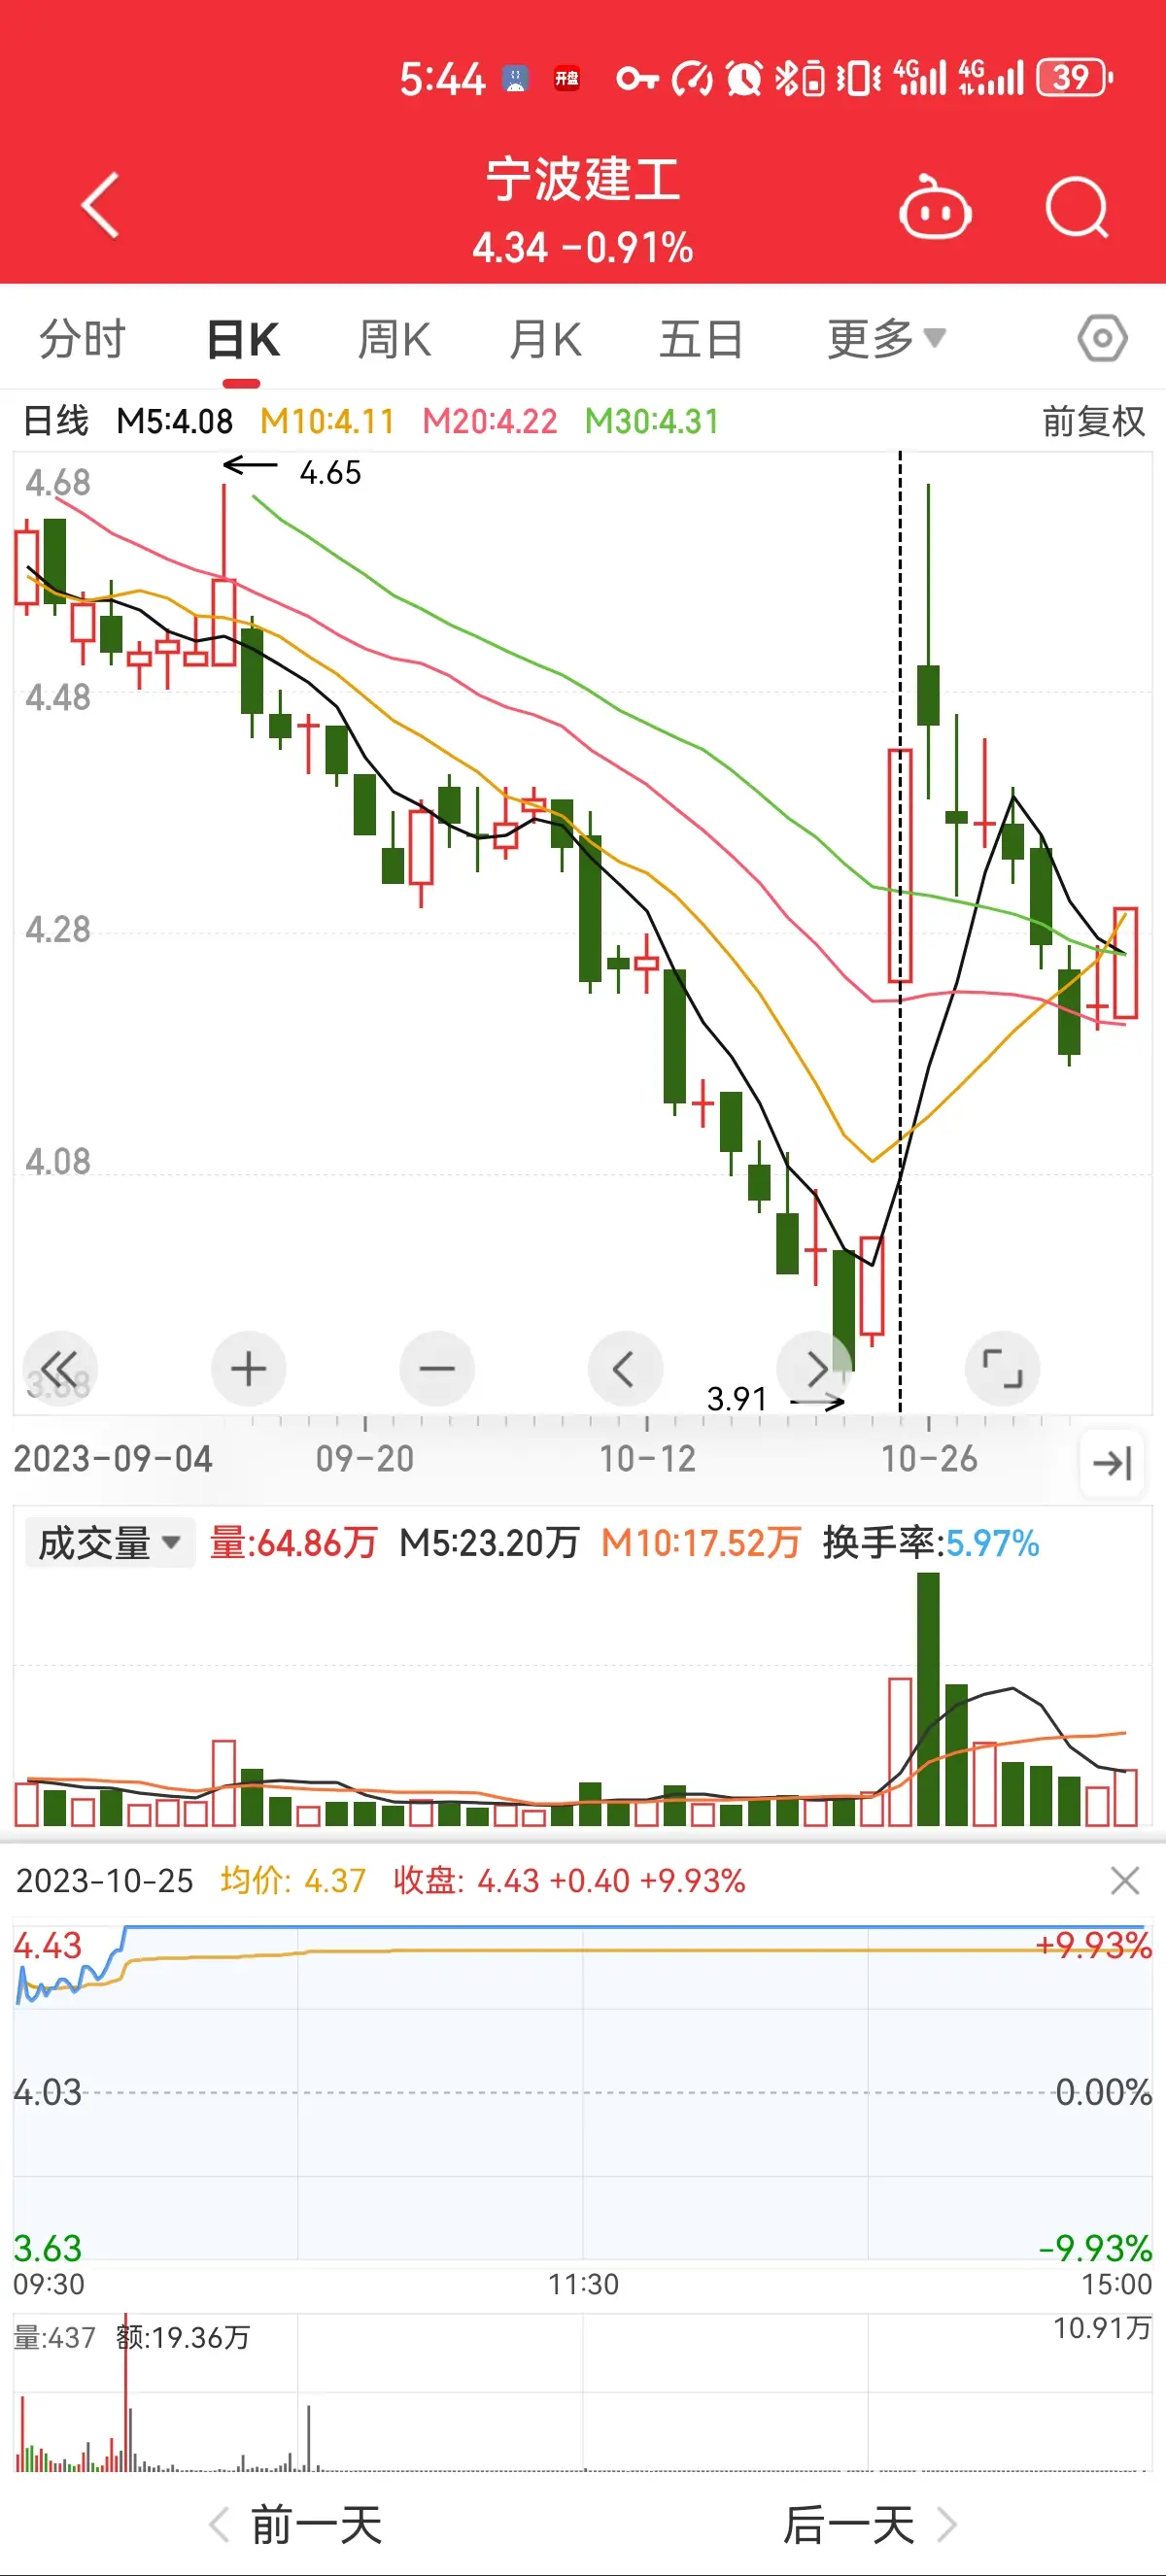 5:44 开盘 4G 4G 39
宁波建工
4.34 -0.91%
分时 日K 周K 月K 五日 更多
日线 M5:4.08 M10:4.11 M20:4.22 M30:4.31 前复权
4.68
4.65
4.48
4.28
4.08
3.88
3.91
2023-09-04 09-20 10-12 10-26
成交量 量:64.86万 M5:23.20万 M10:17.52万 换手率:5.97%
2023-10-25 均价: 4.37 收盘: 4.43 +0.40 +9.93%
4.43 +9.93%
4.03 0.00%
3.63 -9.93%
09:30 11:30 15:00
量:437 额:19.36万 10.91万
前一天 后一天